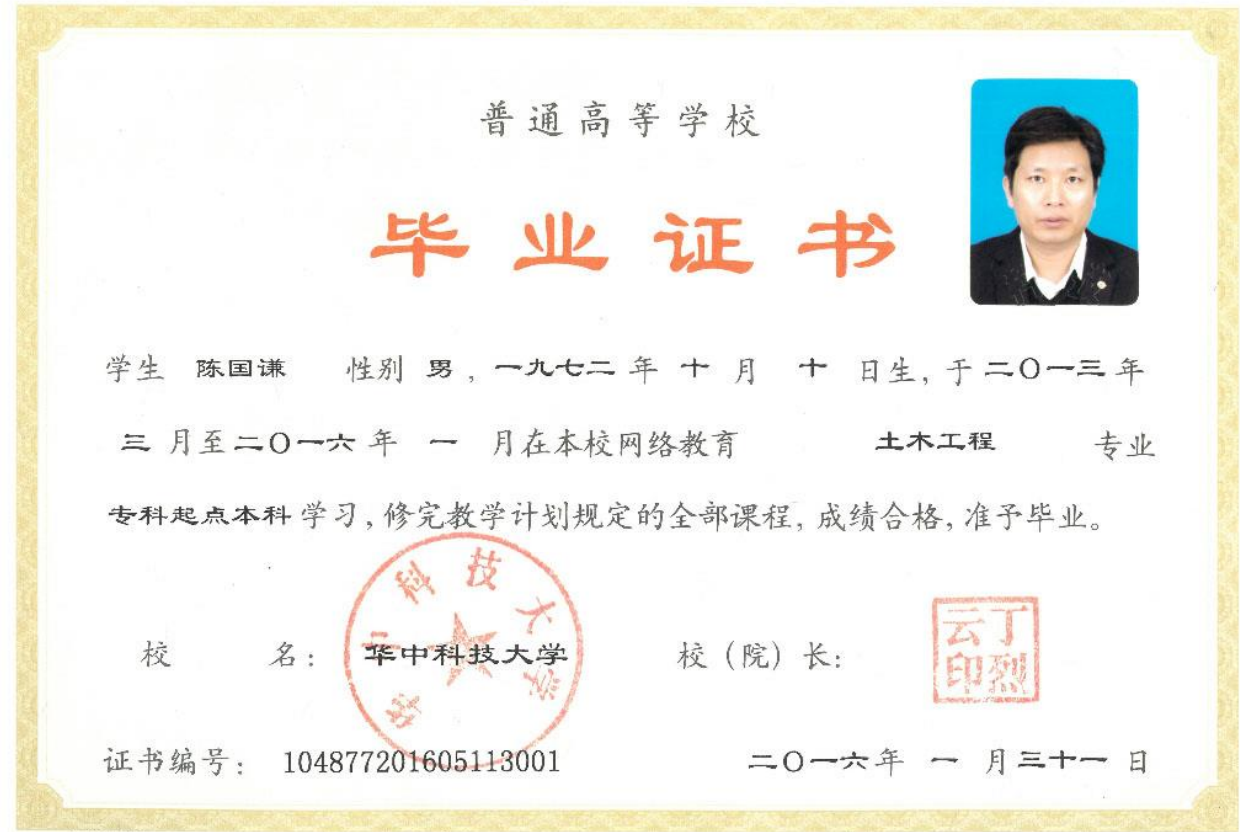 普通高等学校
毕业证书
学生 陈国谦 性别 男，一九七二 年 十 月 十 日生，于 二〇一三 年
三 月至 二〇一六 年 一 月在本校网络教育 土木工程 专业
专科起点本科 学习，修完教学计划规定的全部课程，成绩合格，准予毕业。
华中科技大学
校 名： 华中科技大学 校（院）长：
丁烈云印
证书编号： 104877201605113001 二〇一六年 一 月 三十一 日